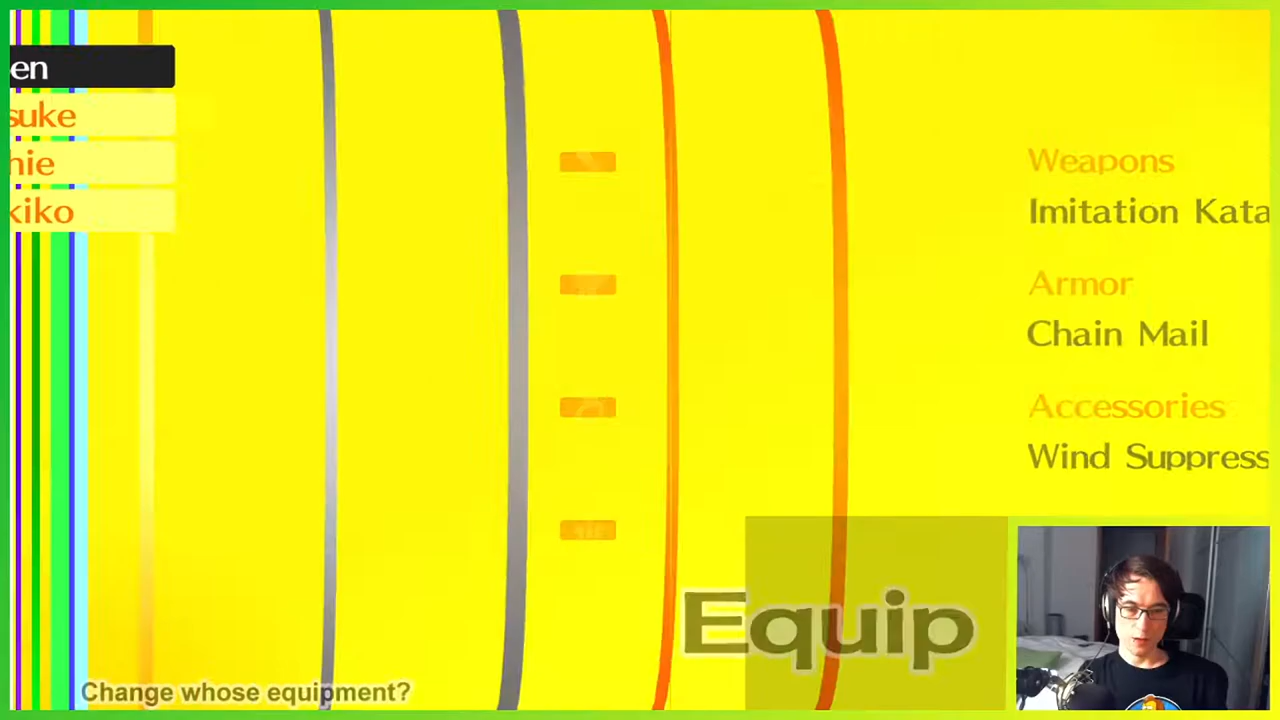 en
suke
hie
kiko
Weapons
Imitation Kata
Armor
Chain Mail
Accessories
Wind Suppress
Equip
Change whose equipment?